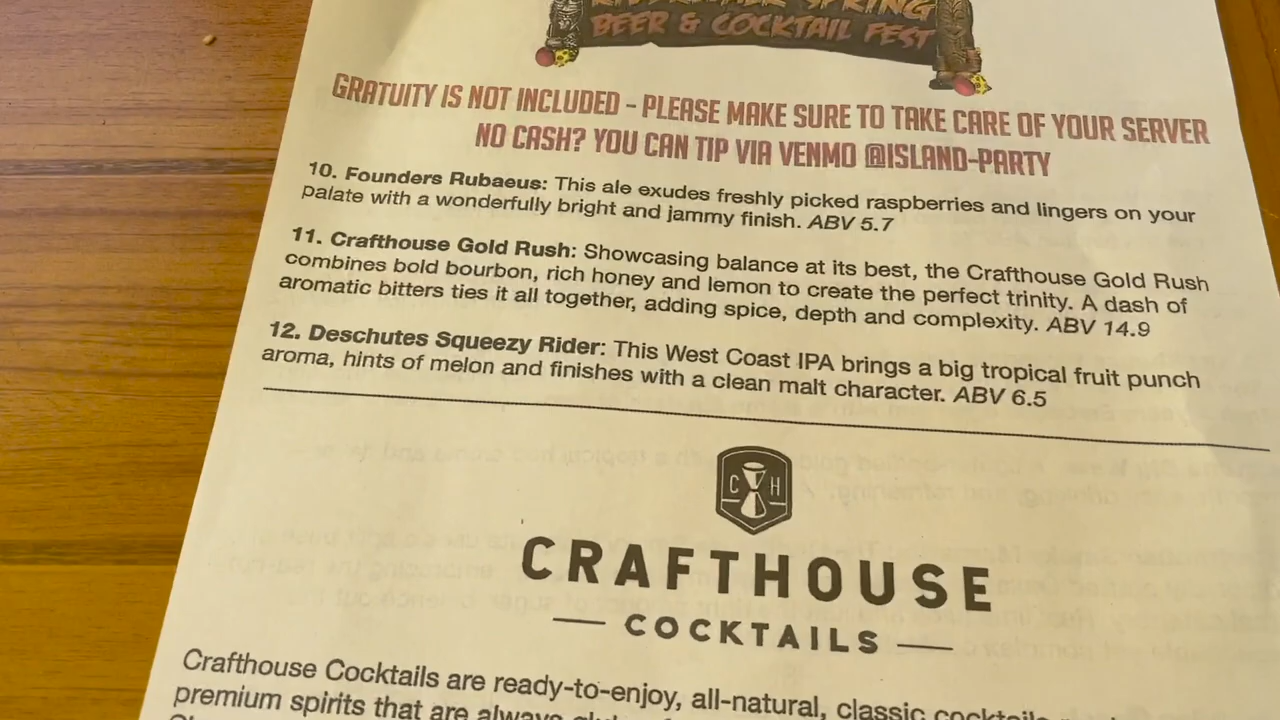 SPRING
BEER & COCKTAIL FEST
GRATUITY IS NOT INCLUDED - PLEASE MAKE SURE TO TAKE CARE OF YOUR SERVER
NO CASH? YOU CAN TIP VIA VENMO @ISLAND-PARTY
10. Founders Rubaeus: This ale exudes freshly picked raspberries and lingers on your
palate with a wonderfully bright and jammy finish. ABV 5.7
11. Crafthouse Gold Rush: Showcasing balance at its best, the Crafthouse Gold Rush
combines bold bourbon, rich honey and lemon to create the perfect trinity. A dash of
aromatic bitters ties it all together, adding spice, depth and complexity. ABV 14.9
12. Deschutes Squeezy Rider: This West Coast IPA brings a big tropical fruit punch
aroma, hints of melon and finishes with a clean malt character. ABV 6.5
C H
CRAFTHOUSE
COCKTAILS
Crafthouse Cocktails are ready-to-enjoy, all-natural, classic cocktails
premium spirits that are always